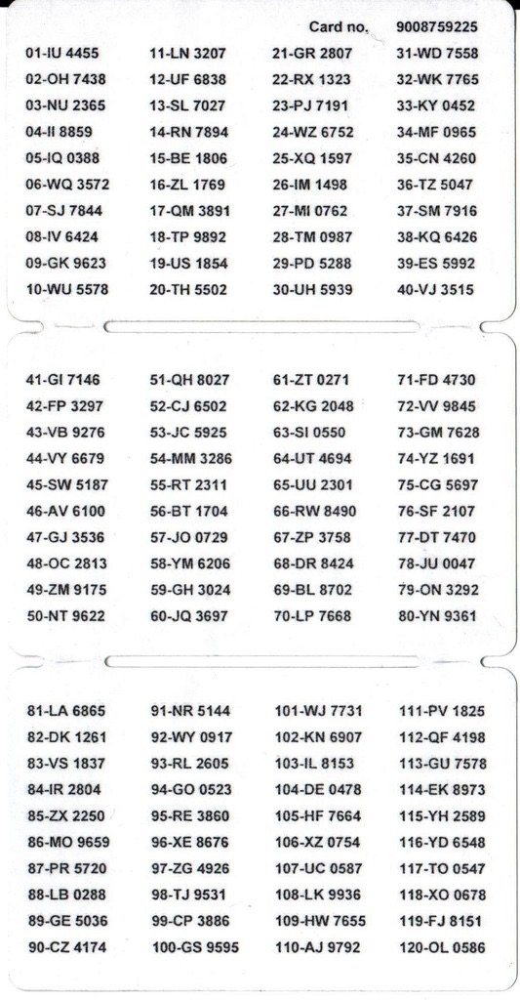 Card no. 9008759225
01-IU 4455 11-LN 3207 21-GR 2807 31-WD 7558
02-OH 7438 12-UF 6838 22-RX 1323 32-WK 7765
03-NU 2365 13-SL 7027 23-PJ 7191 33-KY 0452
04-II 8859 14-RN 7894 24-WZ 6752 34-MF 0965
05-IQ 0388 15-BE 1806 25-XQ 1597 35-CN 4260
06-WQ 3572 16-ZL 1769 26-IM 1498 36-TZ 5047
07-SJ 7844 17-QM 3891 27-MI 0762 37-SM 7916
08-IV 6424 18-TP 9892 28-TM 0987 38-KQ 6426
09-GK 9623 19-US 1854 29-PD 5288 39-ES 5992
10-WU 5578 20-TH 5502 30-UH 5939 40-VJ 3515
41-GI 7146 51-QH 8027 61-ZT 0271 71-FD 4730
42-FP 3297 52-CJ 6502 62-KG 2048 72-VV 9845
43-VB 9276 53-JC 5925 63-SI 0550 73-GM 7628
44-VY 6679 54-MM 3286 64-UT 4694 74-YZ 1691
45-SW 5187 55-RT 2311 65-UU 2301 75-CG 5697
46-AV 6100 56-BT 1704 66-RW 8490 76-SF 2107
47-GJ 3536 57-JO 0729 67-ZP 3758 77-DT 7470
48-OC 2813 58-YM 6206 68-DR 8424 78-JU 0047
49-ZM 9175 59-GH 3024 69-BL 8702 79-ON 3292
50-NT 9622 60-JQ 3697 70-LP 7668 80-YN 9361
81-LA 6865 91-NR 5144 101-WJ 7731 111-PV 1825
82-DK 1261 92-WY 0917 102-KN 6907 112-QF 4198
83-VS 1837 93-RL 2605 103-IL 8153 113-GU 7578
84-IR 2804 94-GO 0523 104-DE 0478 114-EK 8973
85-ZX 2250 95-RE 3860 105-HF 7664 115-YH 2589
86-MO 9659 96-XE 8676 106-XZ 0754 116-YD 6548
87-PR 5720 97-ZG 4926 107-UC 0587 117-TO 0547
88-LB 0288 98-TJ 9531 108-LK 9936 118-XO 0678
89-GE 5036 99-CP 3886 109-HW 7655 119-FJ 8151
90-CZ 4174 100-GS 9595 110-AJ 9792 120-OL 0586